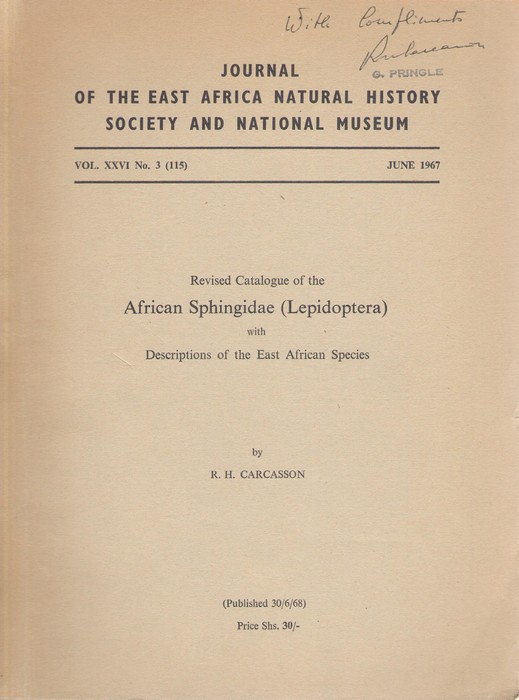 With Compliments
G. PRINGLE
JOURNAL
OF THE EAST AFRICA NATURAL HISTORY
SOCIETY AND NATIONAL MUSEUM
VOL. XXVI No. 3 (115) JUNE 1967
Revised Catalogue of the
African Sphingidae (Lepidoptera)
with
Descriptions of the East African Species
by
R. H. CARCASSON
(Published 30/6/68)
Price Shs. 30/-